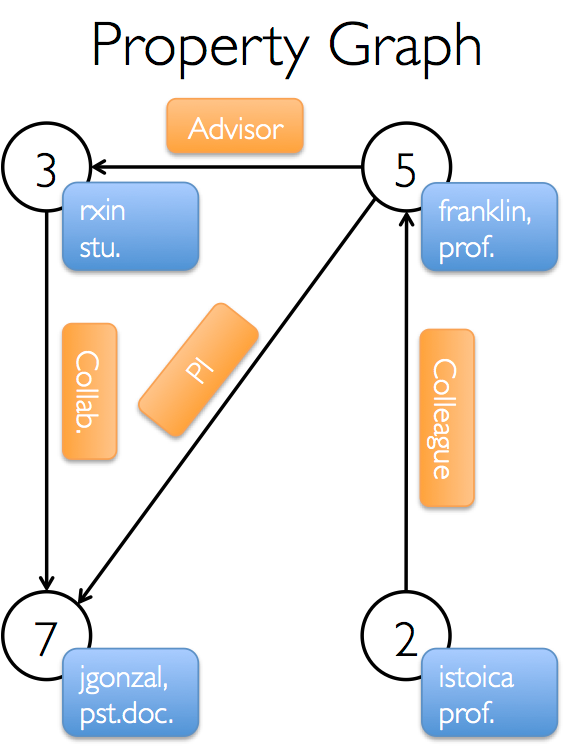 Property Graph
Advisor
3
5
rxin
stu.
franklin,
prof.
Collab.
PI
Colleague
7
2
jgonzal,
pst.doc.
istoica
prof.